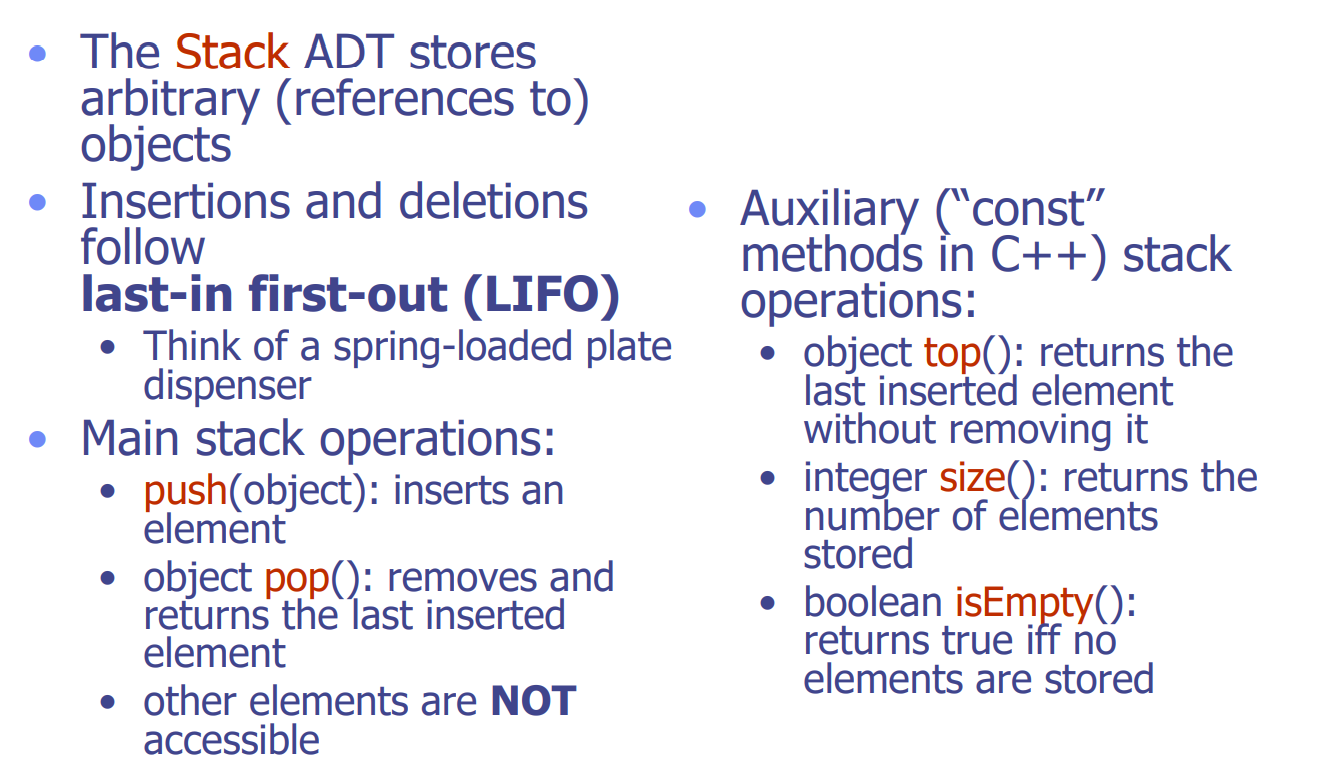 • The Stack ADT stores
arbitrary (references to)
objects
• Insertions and deletions
follow
last-in first-out (LIFO)
• Think of a spring-loaded plate
dispenser
• Main stack operations:
• push(object): inserts an
element
• object pop(): removes and
returns the last inserted
element
• other elements are NOT
accessible
• Auxiliary (“const”
methods in C++) stack
operations:
• object top(): returns the
last inserted element
without removing it
• integer size(): returns the
number of elements
stored
• boolean isEmpty():
returns true iff no
elements are stored